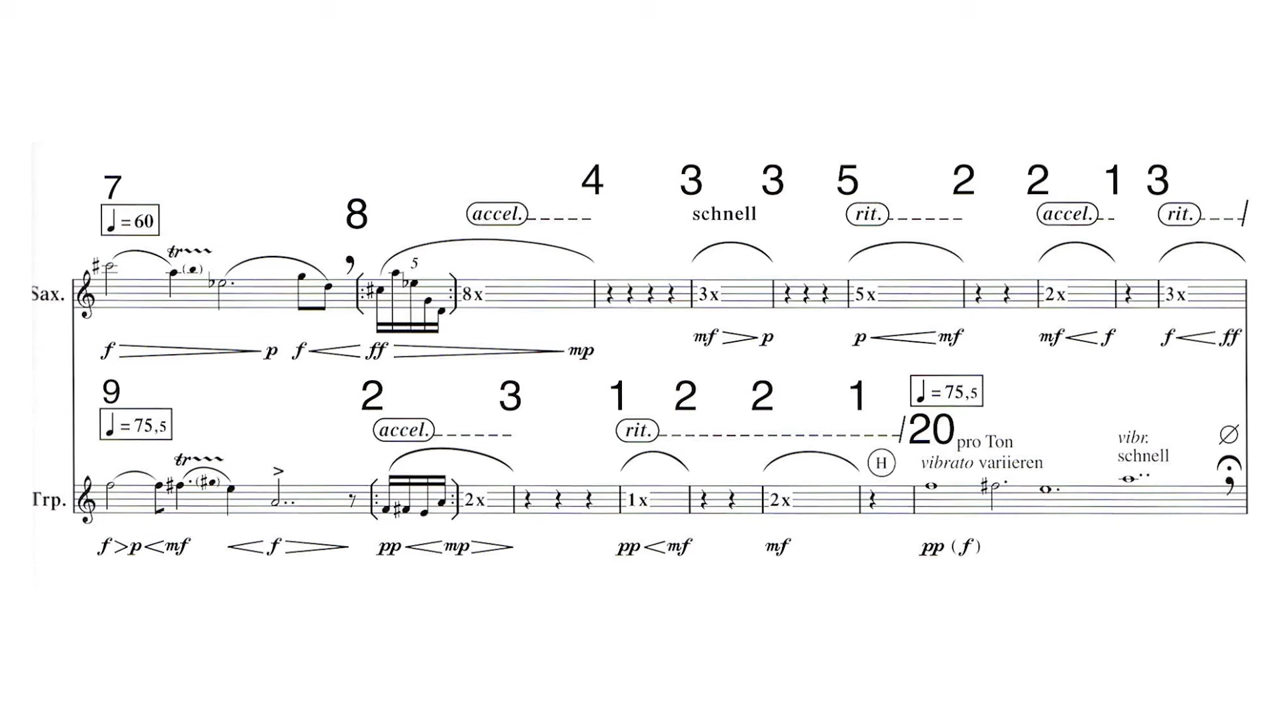 4 3 3 5 2 2 1 3
7
♩ = 60
8
accel. schnell rit. accel. rit.
tr
5
Sax. 8x 3x 5x 2x 3x
mf p p mf mf f f ff
f p f ff mp
9 2 3 1 2 2 1 ♩ = 75,5
♩ = 75,5 accel. rit. 20 pro Ton
vibr.
schnell
tr H vibrato variieren
Trp. 2x 1x 2x
f > p < mf f pp mp pp mf mf pp (f)